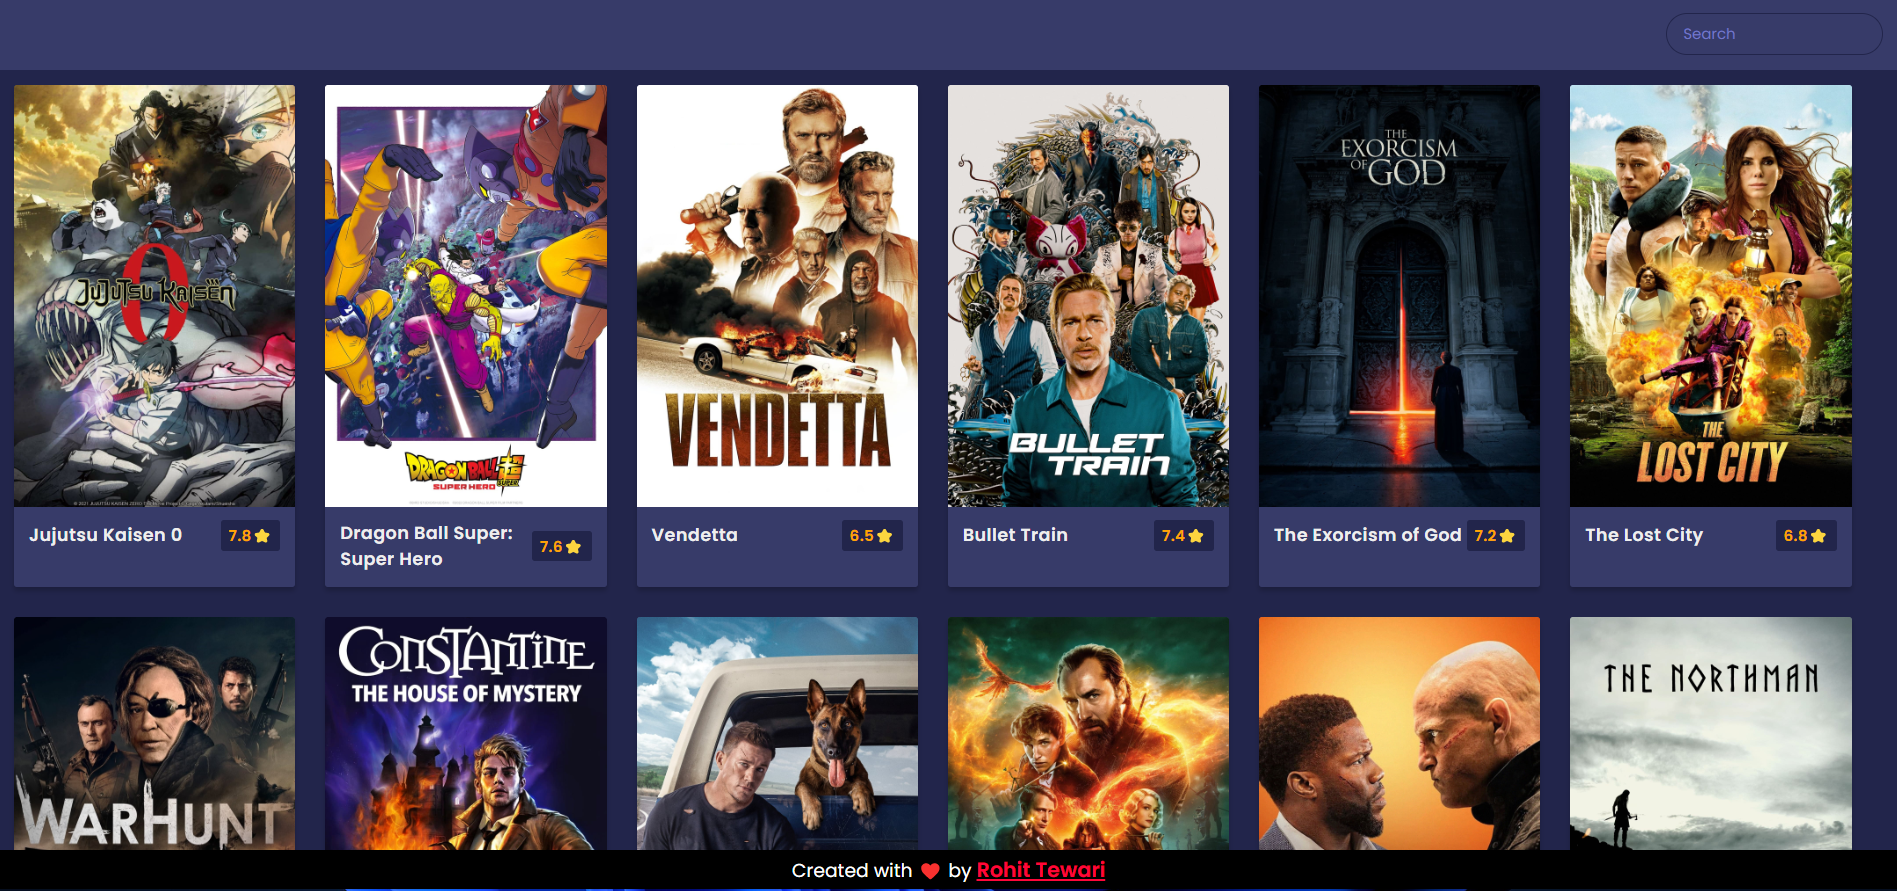 Search
JUJUTSU KAISEN
0
DRAGON BALL SUPER
SUPER HERO
VENDETTA
BULLET
TRAIN
THE
EXORCISM
OF GOD
THE
LOST CITY
Jujutsu Kaisen 0
7.8
Dragon Ball Super:
Super Hero
7.6
Vendetta
6.5
Bullet Train
7.4
The Exorcism of God
7.2
The Lost City
6.8
WARHUNT
CONSTANTINE
THE HOUSE OF MYSTERY
THE NORTHMAN
Created with ❤ by Rohit Tewari